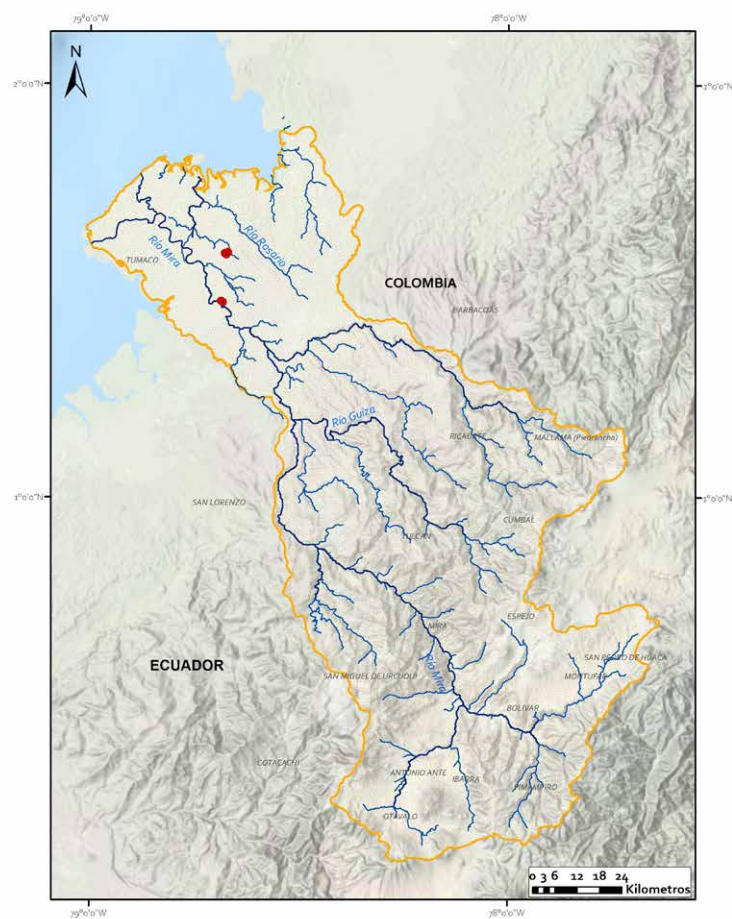 79°0'0"W 78°0'0"W
N
2°0'0"N 2°0'0"N
Río Rosario
Río Mira
TUMACO
COLOMBIA
BARBACOAS
Río Guiza
RICAURTE
MALLAMA (Piedrancha)
1°0'0"N 1°0'0"N
SAN LORENZO
CUMBAL
TULCAN
ESPEJO
MIRA
SAN PEDRO DE HUACA
ECUADOR
Río Mira
SAN MIGUEL DE URCUQUI
MONTUFAR
BOLIVAR
COTACACHI
ANTONIO ANTE
IBARRA
PIMAMPIRO
OTAVALO
0 3 6 12 18 24
Kilometros
79°0'0"W 78°0'0"W